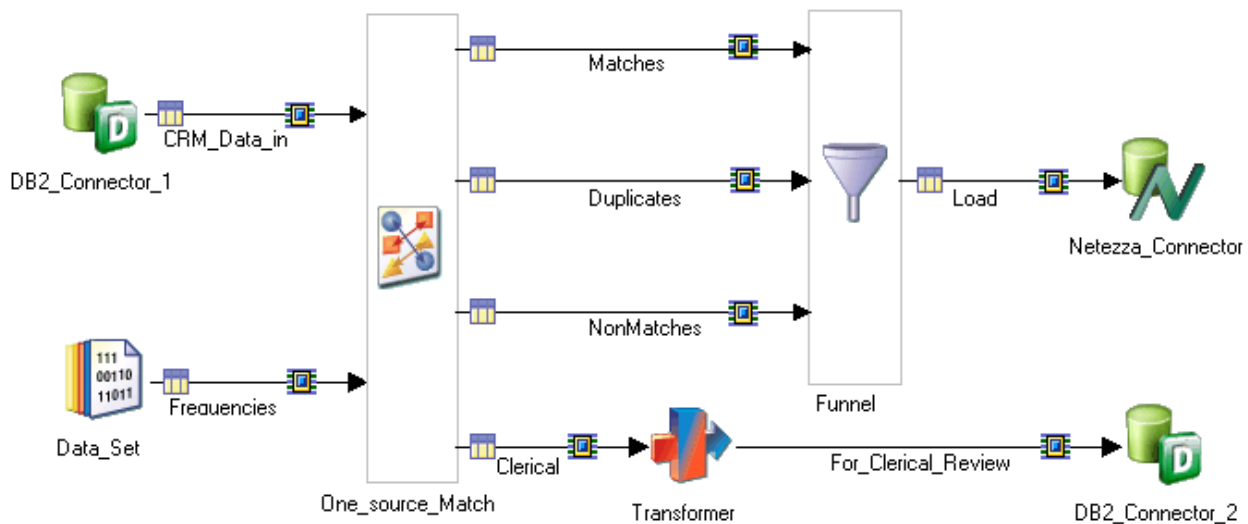 Matches
CRM_Data_in
DB2_Connector_1
Duplicates
Load
Netezza_Connector
NonMatches
111
00110
11011
Frequencies
Funnel
Data_Set
Clerical
For_Clerical_Review
One_source_Match
Transformer
DB2_Connector_2
D
D